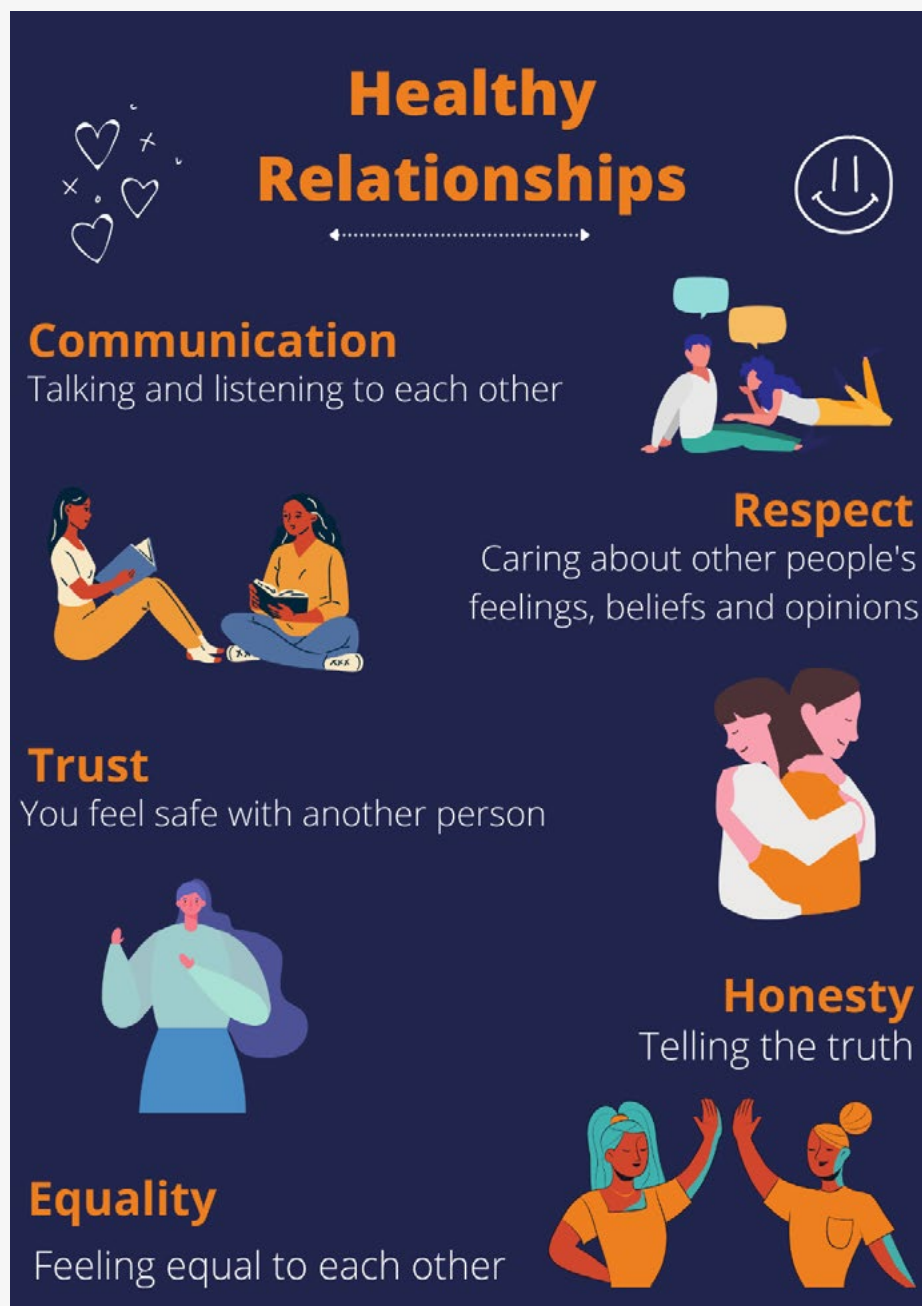 Healthy
Relationships
Communication
Talking and listening to each other
Respect
Caring about other people's
feelings, beliefs and opinions
Trust
You feel safe with another person
Honesty
Telling the truth
Equality
Feeling equal to each other